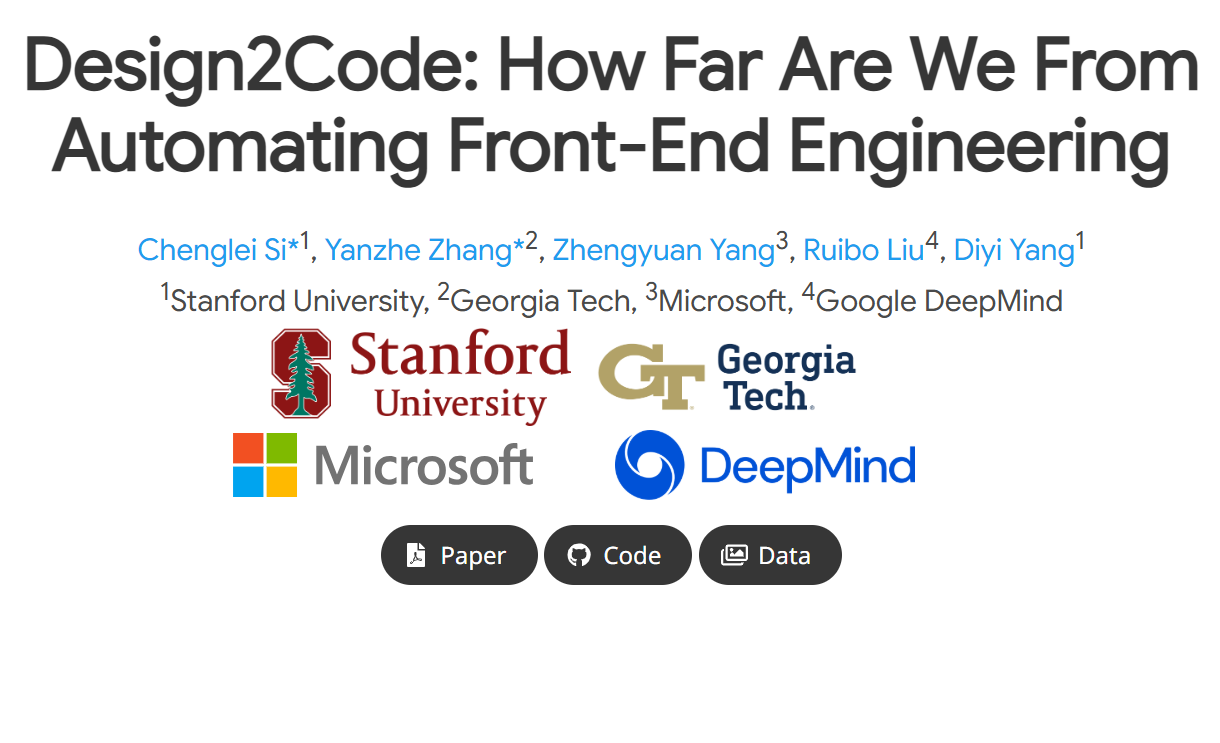 Design2Code: How Far Are We From
Automating Front-End Engineering
Chenglei Si*¹, Yanzhe Zhang*², Zhengyuan Yang³, Ruibo Liu⁴, Diyi Yang¹
¹Stanford University, ²Georgia Tech, ³Microsoft, ⁴Google DeepMind
Stanford
University
GT Georgia
Tech.
Microsoft
DeepMind
Paper Code Data